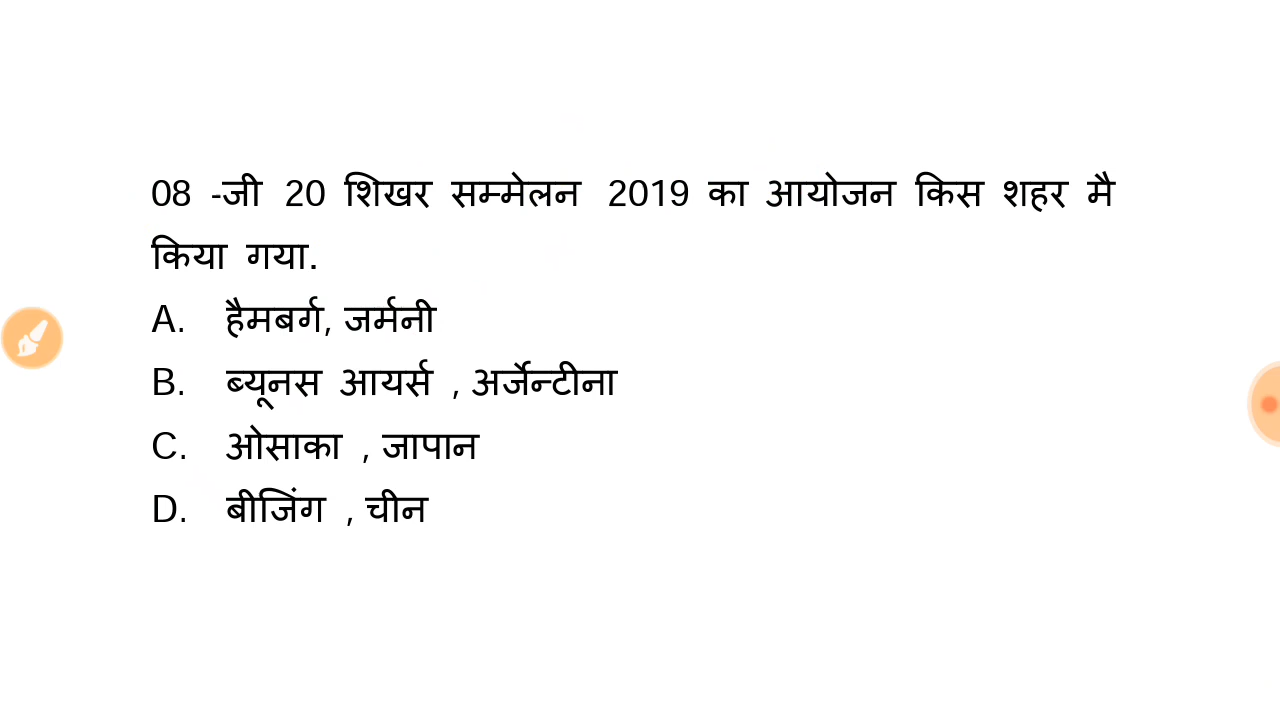 08 -जी 20 शिखर सम्मेलन 2019 का आयोजन किस शहर मै
किया गया.
A. हैमबर्ग, जर्मनी
B. ब्यूनस आयर्स , अर्जेन्टीना
C. ओसाका , जापान
D. बीजिंग , चीन